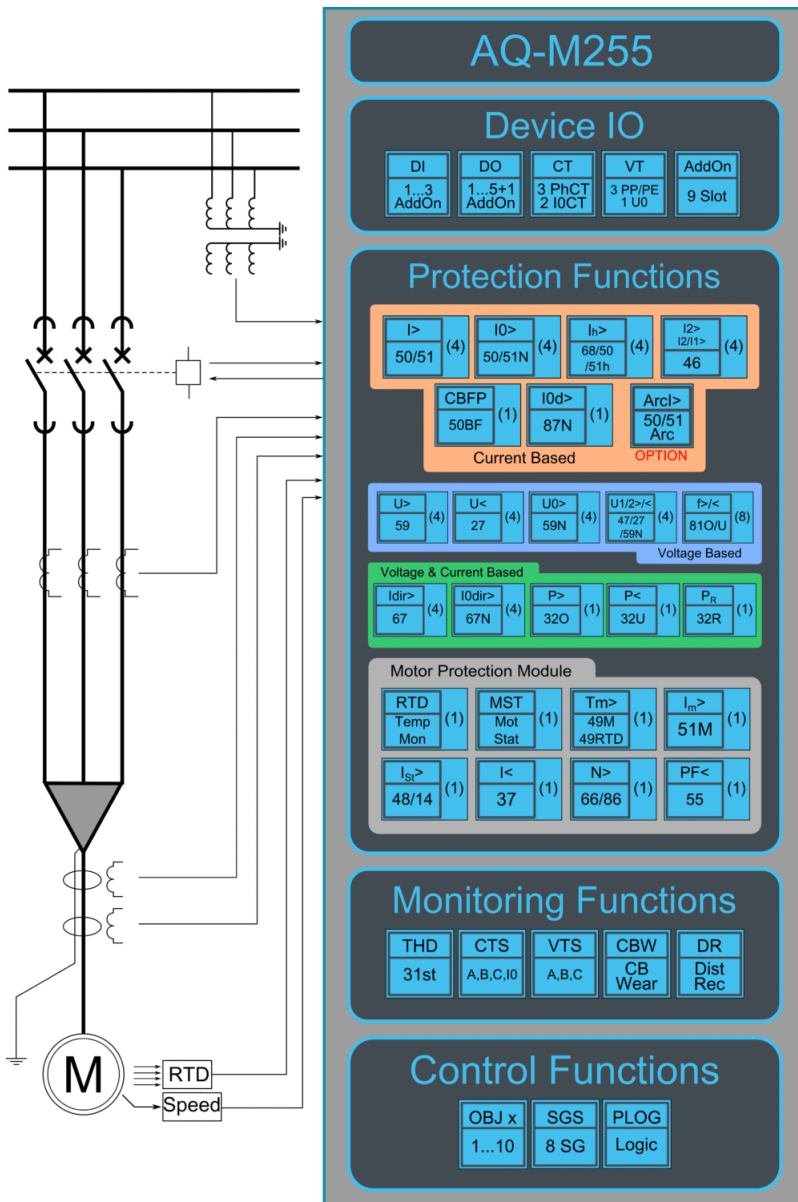 AQ-M255
Device IO
DI
1...3
AddOn
DO
1...5+1
AddOn
CT
3 PhCT
2 I0CT
VT
3 PP/PE
1 U0
AddOn
9 Slot
Protection Functions
I>
50/51
(4)
I0>
50/51N
(4)
Ih>
68/50
/51h
(4)
I2>
I2/I1>
46
(4)
CBFP
50BF
(1)
I0d>
87N
(1)
ArcI>
50/51
Arc
OPTION
Current Based
U>
59
(4)
U<
27
(4)
U0>
59N
(4)
U1/2>/<
47/27
/59N
(4)
f>/<
81O/U
(8)
Voltage Based
Voltage & Current Based
Idir>
67
(4)
I0dir>
67N
(4)
P>
32O
(1)
P<
32U
(1)
PR
32R
(1)
Motor Protection Module
RTD
Temp
Mon
(1)
MST
Mot
Stat
(1)
Tm>
49M
49RTD
(1)
Im>
51M
(1)
ISt>
48/14
(1)
I<
37
(1)
N>
66/86
(1)
PF<
55
(1)
Monitoring Functions
THD
31st
CTS
A,B,C,I0
VTS
A,B,C
CBW
CB
Wear
DR
Dist
Rec
Control Functions
OBJ x
1...10
SGS
8 SG
PLOG
Logic
M
RTD
Speed